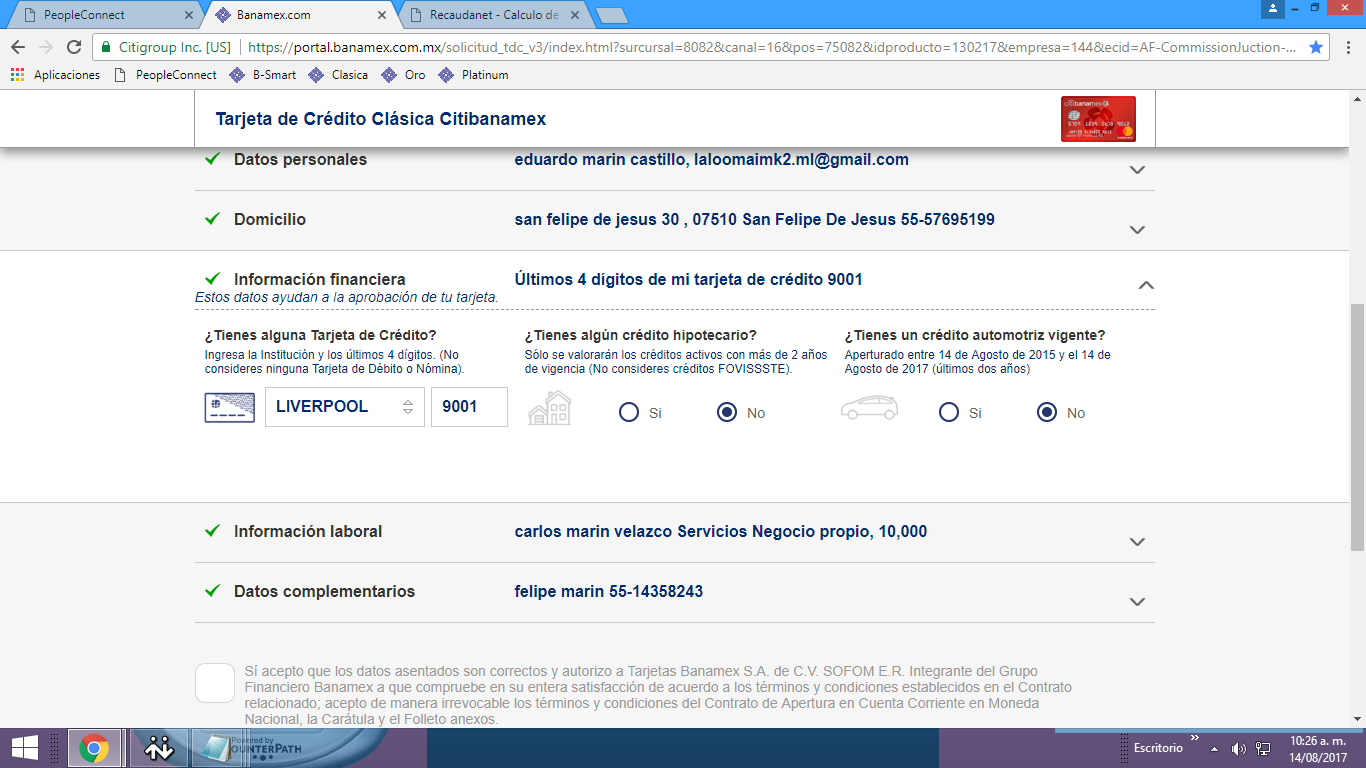 PeopleConnect
Banamex.com
Recaudanet - Calculo de
Citigroup Inc. [US]
https://portal.banamex.com.mx/solicitud_tdc_v3/index.html?sursursal=8082&canal=16&pos=75082&idproducto=130217&empresa=144&ecid=AF-CommissionJuction-...
Aplicaciones
PeopleConnect
B-Smart
Clasica
Oro
Platinum
Tarjeta de Crédito Clásica Citibanamex
citibanamex
Datos personales
eduardo marin castillo, laloomaimk2.ml@gmail.com
Domicilio
san felipe de jesus 30 , 07510 San Felipe De Jesus 55-57695199
Información financiera
Últimos 4 dígitos de mi tarjeta de crédito 9001
Estos datos ayudan a la aprobación de tu tarjeta.
¿Tienes alguna Tarjeta de Crédito?
Ingresa la Institución y los últimos 4 dígitos. (No
consideres ninguna Tarjeta de Débito o Nómina).
LIVERPOOL
9001
¿Tienes algún crédito hipotecario?
Sólo se valorarán los créditos activos con más de 2 años
de vigencia (No consideres créditos FOVISSSTE).
Si
No
¿Tienes un crédito automotriz vigente?
Aperturado entre 14 de Agosto de 2015 y el 14 de
Agosto de 2017 (últimos dos años)
Si
No
Información laboral
carlos marin velazco Servicios Negocio propio, 10,000
Datos complementarios
felipe marin 55-14358243
Sí acepto que los datos asentados son correctos y autorizo a Tarjetas Banamex S.A. de C.V. SOFOM E.R. Integrante del Grupo
Financiero Banamex a que compruebe en su entera satisfacción de acuerdo a los términos y condiciones establecidos en el Contrato
relacionado; acepto de manera irrevocable los términos y condiciones del Contrato de Apertura en Cuenta Corriente en Moneda
Nacional, la Carátula y el Folleto anexos.
Powered by
OUNTERPATH
Escritorio
10:26 a. m.
14/08/2017